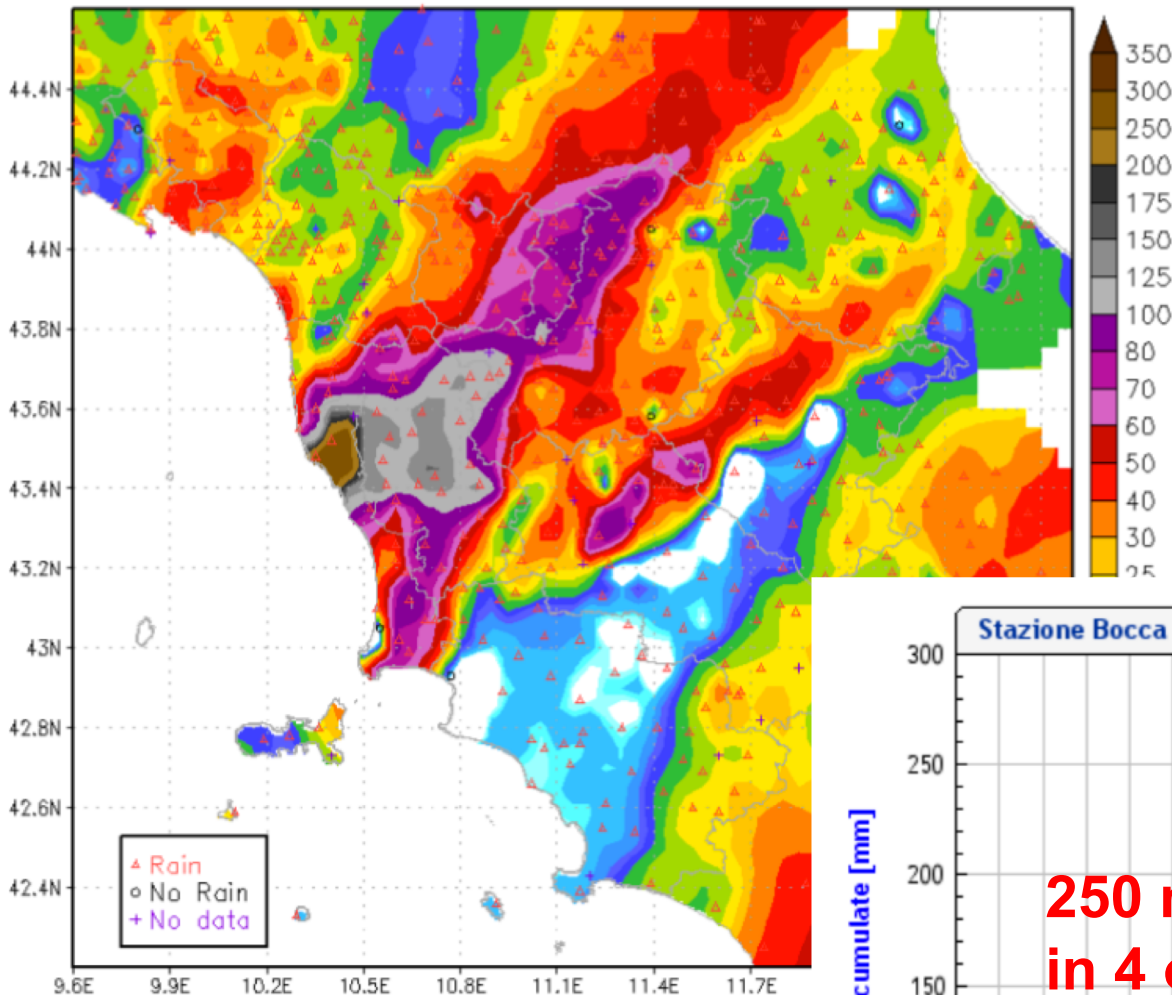 44.4N
44.2N
44N
43.8N
43.6N
43.4N
43.2N
43N
42.8N
42.6N
42.4N
9.6E
9.9E
10.2E
10.5E
10.8E
11.1E
11.4E
11.7E
Rain
No Rain
No data
350
300
250
200
175
150
125
100
80
70
60
50
40
30
25
Stazione Bocca
300
250
200
150
cumulate [mm]
250
in 4